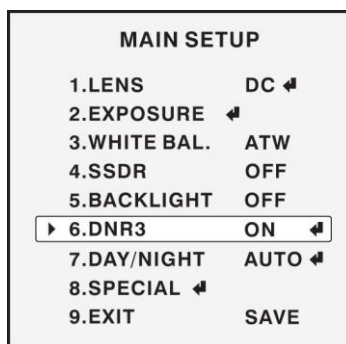 MAIN SETUP
1.LENS DC ↲
2.EXPOSURE ↲
3.WHITE BAL. ATW
4.SSDR OFF
5.BACKLIGHT OFF
▶ 6.DNR3 ON ↲
7.DAY/NIGHT AUTO ↲
8.SPECIAL ↲
9.EXIT SAVE